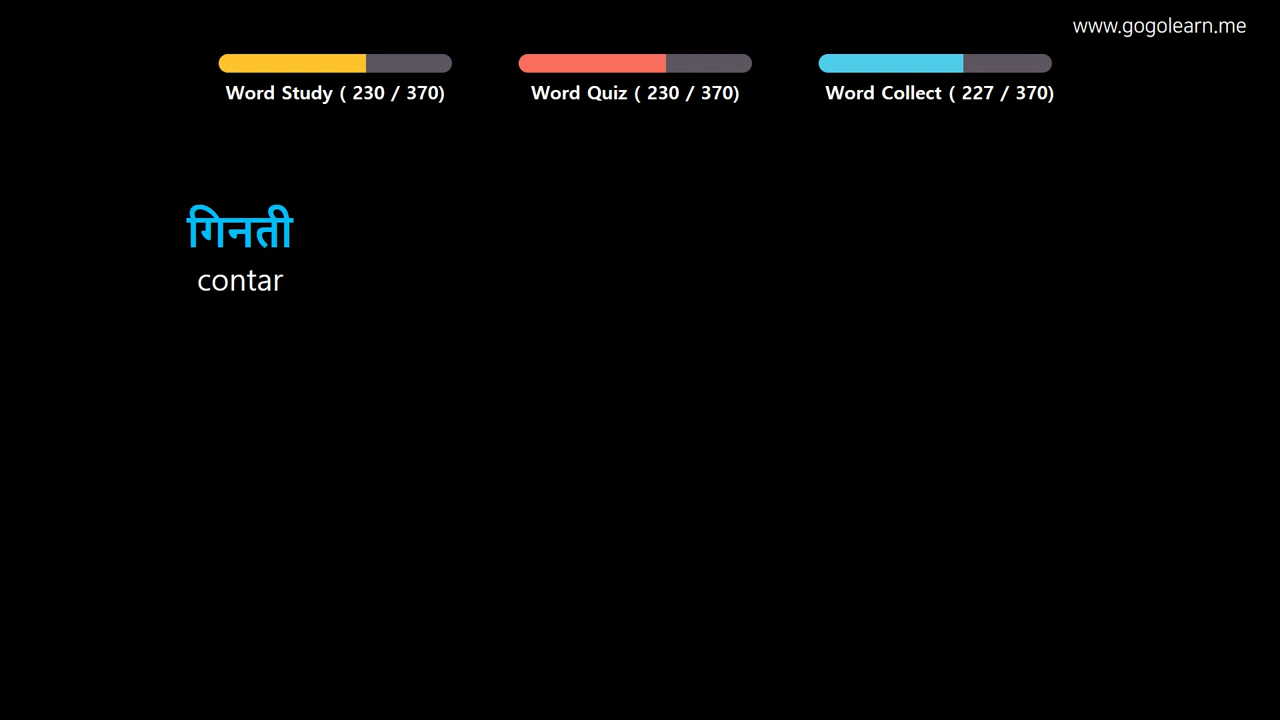 www.gogolearn.me
Word Study ( 230 / 370)
Word Quiz ( 230 / 370)
Word Collect ( 227 / 370)
गिनती
contar